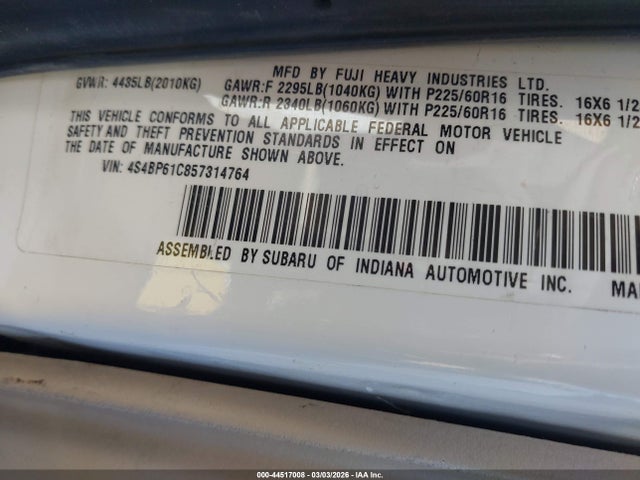 MFD BY FUJI HEAVY INDUSTRIES LTD.
GVWR: 4435LB(2010KG) GAWR:F 2295LB(1040KG) WITH P225/60R16 TIRES. 16X6 1/2
GAWR:R 2340LB(1060KG) WITH P225/60R16 TIRES. 16X6 1/2
THIS VEHICLE CONFORMS TO ALL APPLICABLE FEDERAL MOTOR VEHICLE
SAFETY AND THEFT PREVENTION STANDARDS IN EFFECT ON
THE DATE OF MANUFACTURE SHOWN ABOVE.
VIN: 4S4BP61C857314764
ASSEMBLED BY SUBARU OF INDIANA AUTOMOTIVE INC. MA
000-44517008 - 03/03/2026 - IAA Inc.